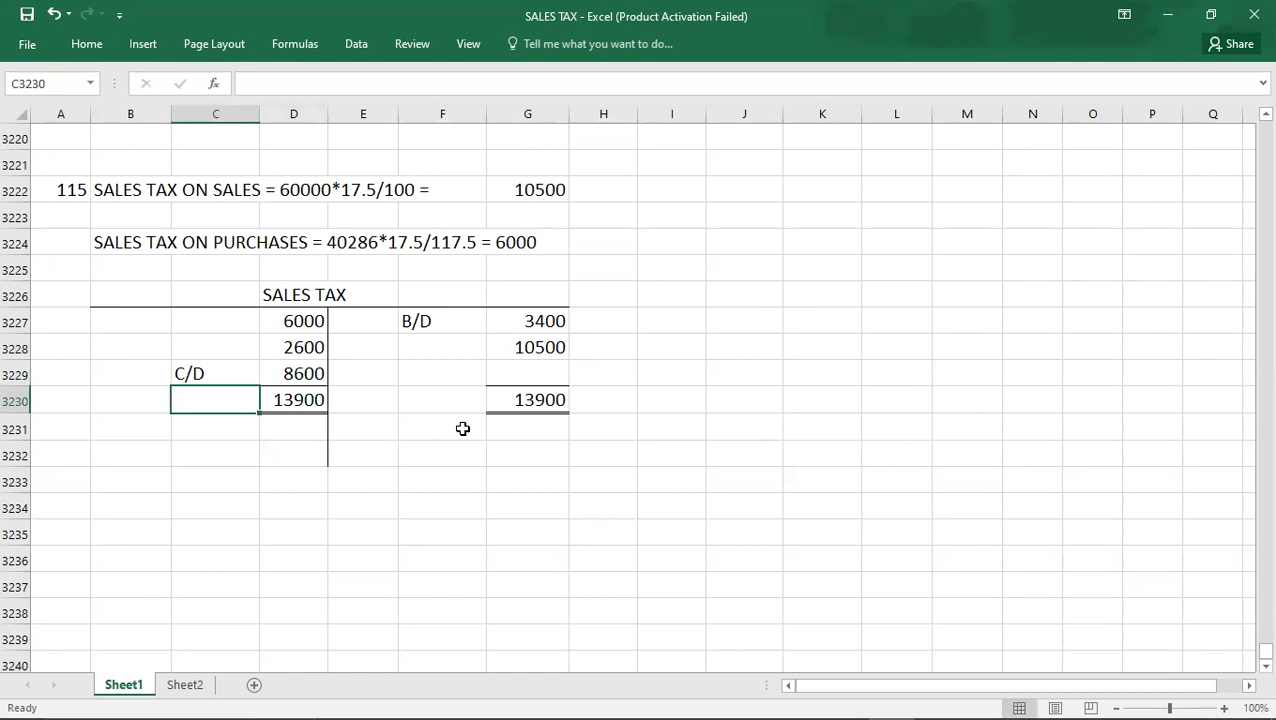 SALES TAX - Excel (Product Activation Failed)
File Home Insert Page Layout Formulas Data Review View Tell me what you want to do... Share
C3230 fx
A B C D E F G H I J K L M N O P Q
3220
3221
3222 115 SALES TAX ON SALES = 60000*17.5/100 = 10500
3223
3224 SALES TAX ON PURCHASES = 40286*17.5/117.5 = 6000
3225
3226 SALES TAX
3227 6000 B/D 3400
3228 2600 10500
3229 C/D 8600
3230 13900 13900
3231
3232
3233
3234
3235
3236
3237
3238
3239
3240
Sheet1 Sheet2
Ready 100%